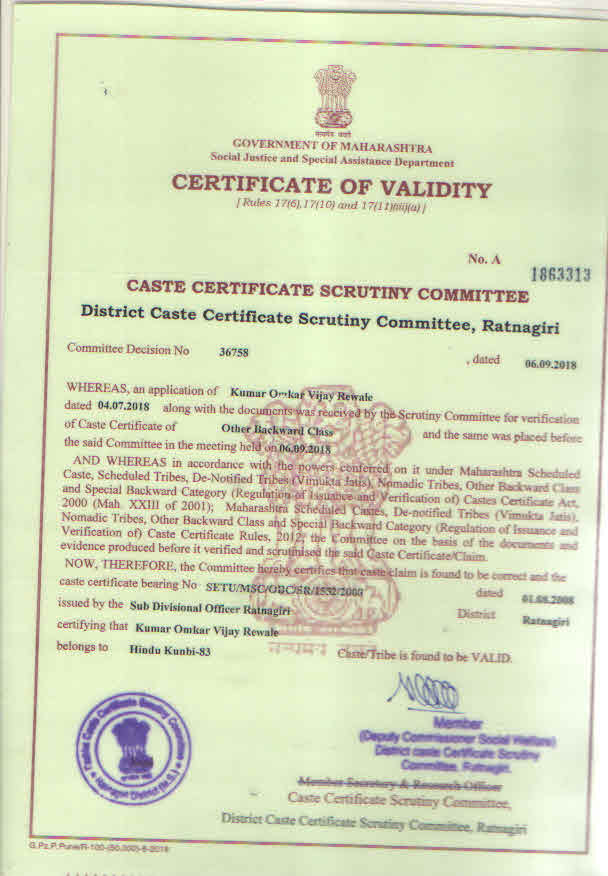 सत्यमेव जयते
GOVERNMENT OF MAHARASHTRA
Social Justice and Special Assistance Department
CERTIFICATE OF VALIDITY
[ Rules 17(6),17(10) and 17(11)(iii)(a) ]
No. A
1863313
CASTE CERTIFICATE SCRUTINY COMMITTEE
District Caste Certificate Scrutiny Committee, Ratnagiri
Committee Decision No 36758 , dated 06.09.2018
WHEREAS, an application of Kumar Omkar Vijay Rewale
dated 04.07.2018 along with the documents was received by the Scrutiny Committee for verification
of Caste Certificate of Other Backward Class and the same was placed before
the said Committee in the meeting held on 06.09.2018
AND WHEREAS in accordance with the powers conferred on it under Maharashtra Scheduled
Caste, Scheduled Tribes, De-Notified Tribes (Vimukta Jatis), Nomadic Tribes, Other Backward Class
and Special Backward Category (Regulation of Issuance and Verification of) Castes Certificate Act,
2000 (Mah. XXIII of 2001); Maharashtra Scheduled Castes, De-notified Tribes (Vimukta Jatis),
Nomadic Tribes, Other Backward Class and Special Backward Category (Regulation of Issuance and
Verification of) Caste Certificate Rules, 2012, the Committee on the basis of the documents and
evidence produced before it verified and scrutinised the said Caste Certificate/Claim.
NOW, THEREFORE, the Committee hereby certifies that caste claim is found to be correct and the
caste certificate bearing No SETU/MSC/OBC/SR/1532/2008 dated 01.08.2008
issued by the Sub Divisional Officer Ratnagiri District Ratnagiri
certifying that Kumar Omkar Vijay Rewale
belongs to Hindu Kunbi-83 Caste/Tribe is found to be VALID.
Member
(Deputy Commissioner Social Welfare)
District caste Certificate Scrutiny
Committee, Ratnagiri.
Member Secretary & Research Officer
Caste Certificate Scrutiny Committee,
District Caste Certificate Scrutiny Committee, Ratnagiri
Caste Certificate Scrutiny Committee
Ratnagiri District (M.S.)
G.Pz.P.Pune/R-100-(50,000)-6-2018